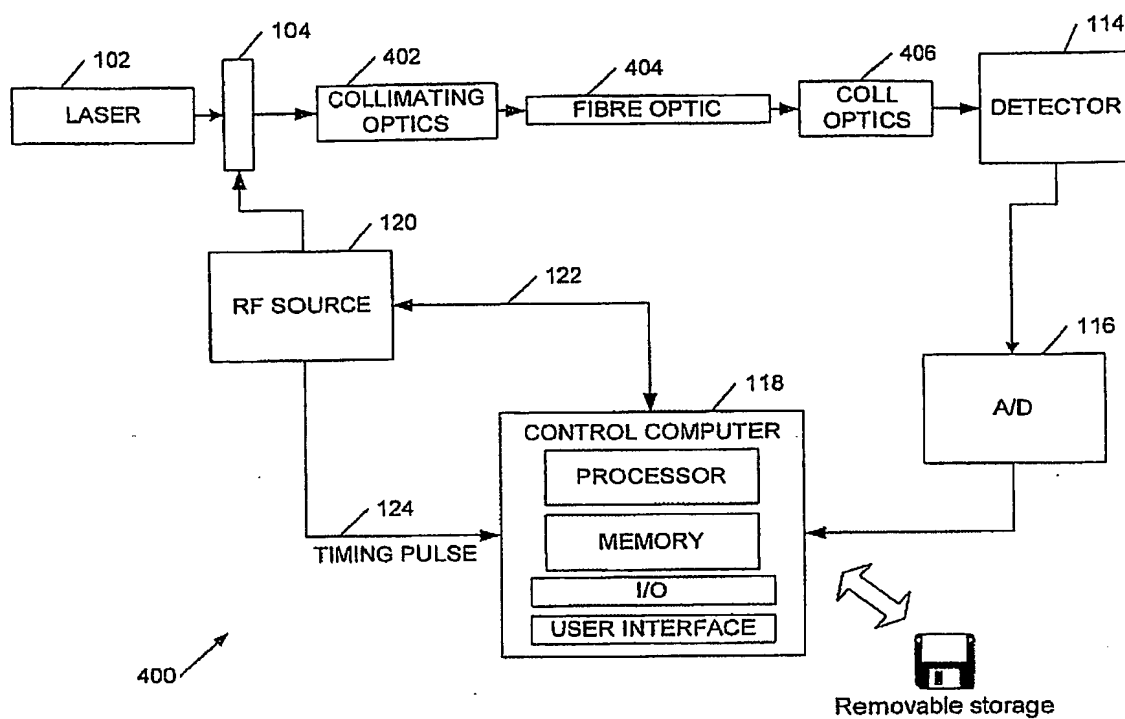 104
102
LASER
402
COLLIMATING
OPTICS
404
FIBRE OPTIC
406
COLL
OPTICS
114
DETECTOR
120
RF SOURCE
122
116
A/D
118
CONTROL COMPUTER
PROCESSOR
MEMORY
I/O
USER INTERFACE
124
TIMING PULSE
400
Removable storage